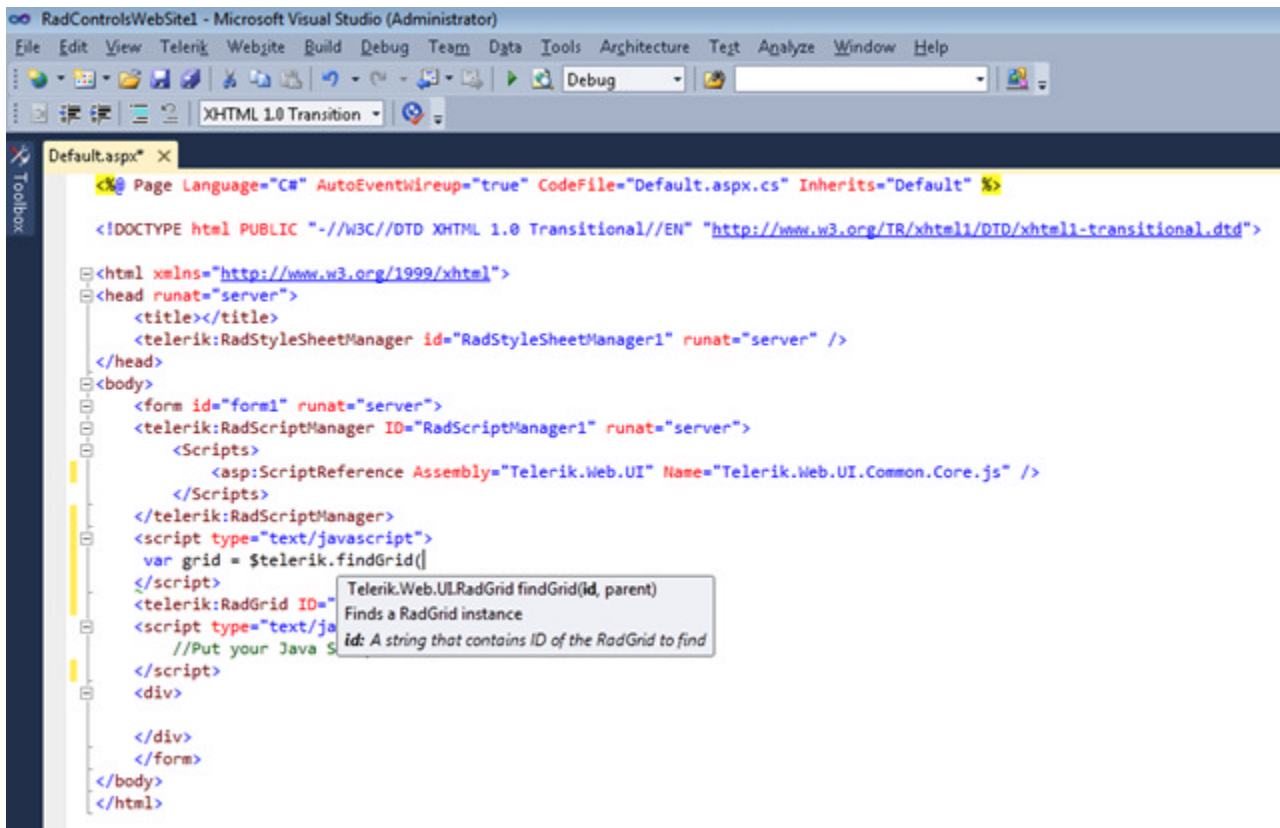 RadControlsWebSite1 - Microsoft Visual Studio (Administrator)
File Edit View Telerik Website Build Debug Team Data Tools Architecture Test Analyze Window Help
Debug
XHTML 1.0 Transition
Default.aspx*
Toolbox
<%@ Page Language="C#" AutoEventWireup="true" CodeFile="Default.aspx.cs" Inherits="Default" %>
<!DOCTYPE html PUBLIC "-//W3C//DTD XHTML 1.0 Transitional//EN" "http://www.w3.org/TR/xhtml1/DTD/xhtml1-transitional.dtd">
<html xmlns="http://www.w3.org/1999/xhtml">
<head runat="server">
<title></title>
<telerik:RadStyleSheetManager id="RadStyleSheetManager1" runat="server" />
</head>
<body>
<form id="form1" runat="server">
<telerik:RadScriptManager ID="RadScriptManager1" runat="server">
<Scripts>
<asp:ScriptReference Assembly="Telerik.Web.UI" Name="Telerik.Web.UI.Common.Core.js" />
</Scripts>
</telerik:RadScriptManager>
<script type="text/javascript">
var grid = $telerik.findGrid(
</script>
Telerik.Web.UI.RadGrid findGrid(id, parent)
Finds a RadGrid instance
id: A string that contains ID of the RadGrid to find
<telerik:RadGrid ID="
<script type="text/ja
//Put your Java S
</script>
<div>
</div>
</form>
</body>
</html>